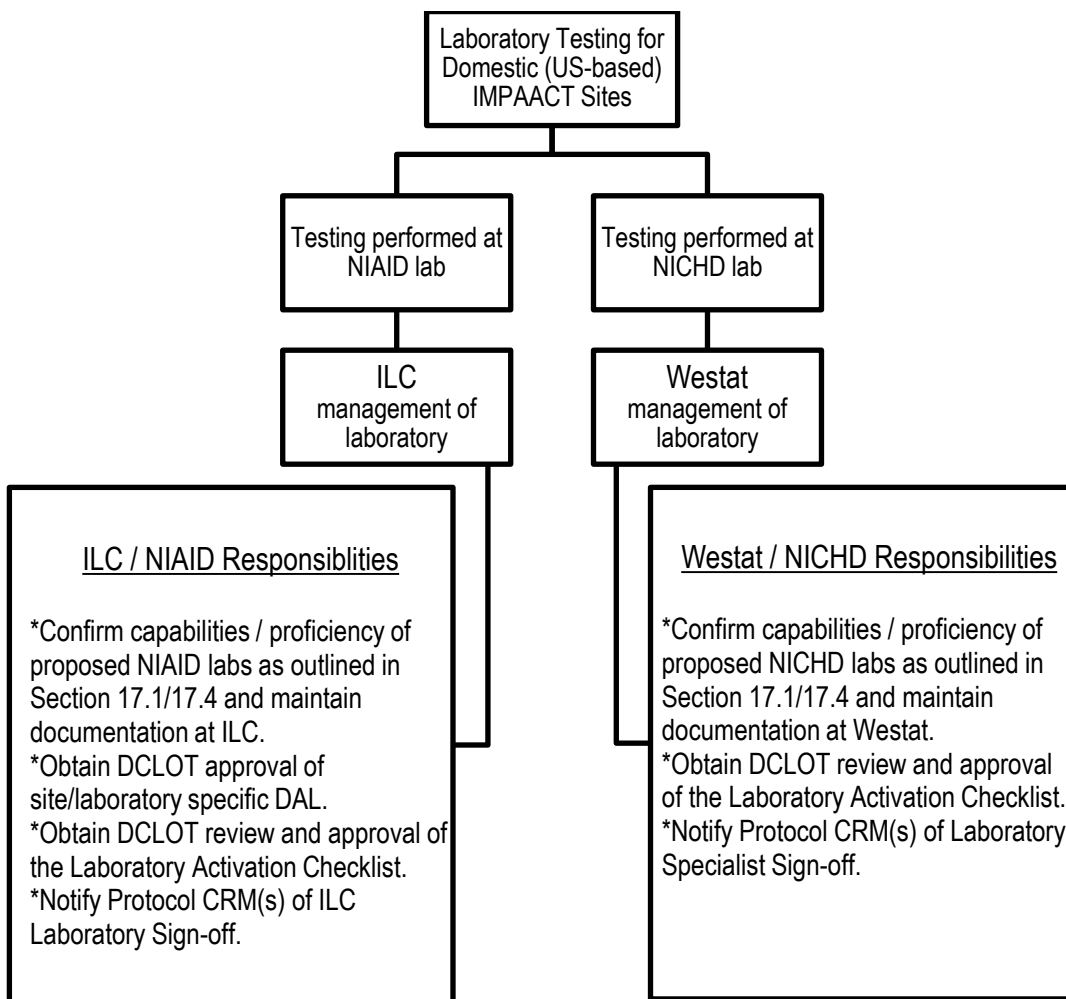 Laboratory Testing for
Domestic (US-based)
IMPAACT Sites
Testing performed at
NIAID lab
Testing performed at
NICHD lab
ILC
management of
laboratory
Westat
management of
laboratory
ILC / NIAID Responsiblities
*Confirm capabilities / proficiency of
proposed NIAID labs as outlined in
Section 17.1/17.4 and maintain
documentation at ILC.
*Obtain DCLOT approval of
site/laboratory specific DAL.
*Obtain DCLOT review and approval of
the Laboratory Activation Checklist.
*Notify Protocol CRM(s) of ILC
Laboratory Sign-off.
Westat / NICHD Responsibilities
*Confirm capabilities / proficiency of
proposed NICHD labs as outlined in
Section 17.1/17.4 and maintain
documentation at Westat.
*Obtain DCLOT review and approval
of the Laboratory Activation Checklist.
*Notify Protocol CRM(s) of Laboratory
Specialist Sign-off.